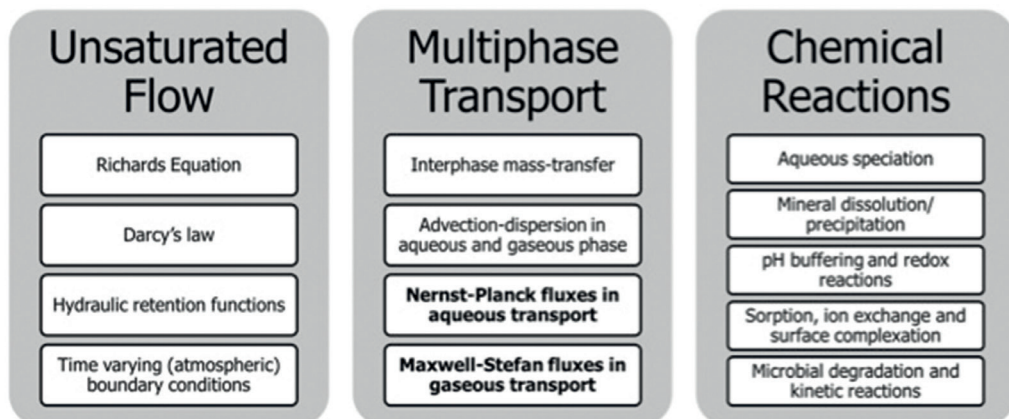 Unsaturated
Flow
Richards Equation
Darcy's law
Hydraulic retention functions
Time varying (atmospheric)
boundary conditions
Multiphase
Transport
Interphase mass-transfer
Advection-dispersion in
aqueous and gaseous phase
Nernst-Planck fluxes in
aqueous transport
Maxwell-Stefan fluxes in
gaseous transport
Chemical
Reactions
Aqueous speciation
Mineral dissolution/
precipitation
pH buffering and redox
reactions
Sorption, ion exchange and
surface complexation
Microbial degradation and
kinetic reactions